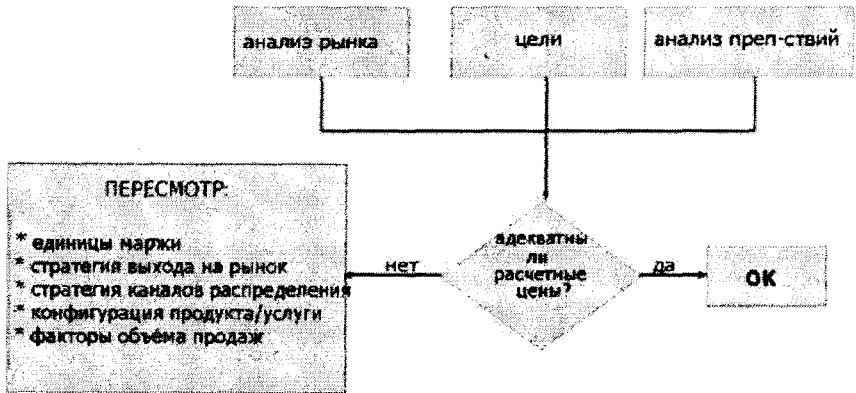 анализ рынка
цели
анализ преп-ствий
ПЕРЕСМОТР:
* единицы маржи
* стратегия выхода на рынок
* стратегия каналов распределения
* конфигурация продукта/услуги
* факторы объёма продаж
нет
адекватны
ли
расчетные
цены?
да
ОК